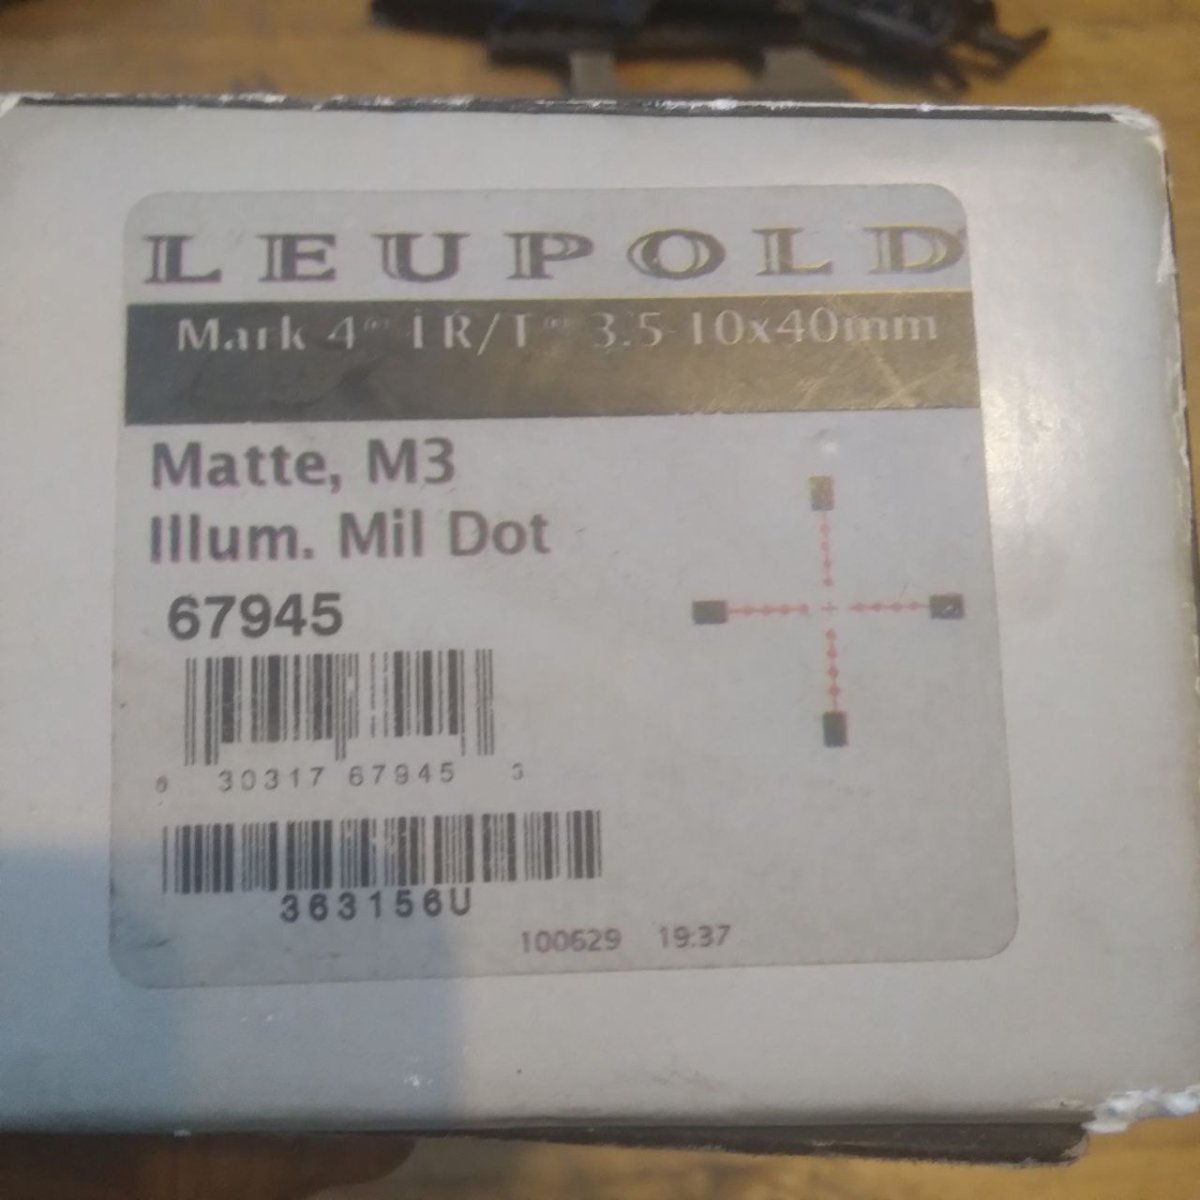 LEUPOLD
Mark 4® LR/T® 3.5-10x40mm
Matte, M3
Illum. Mil Dot
67945
6 30317 67945 3
363156U
100629 19:37